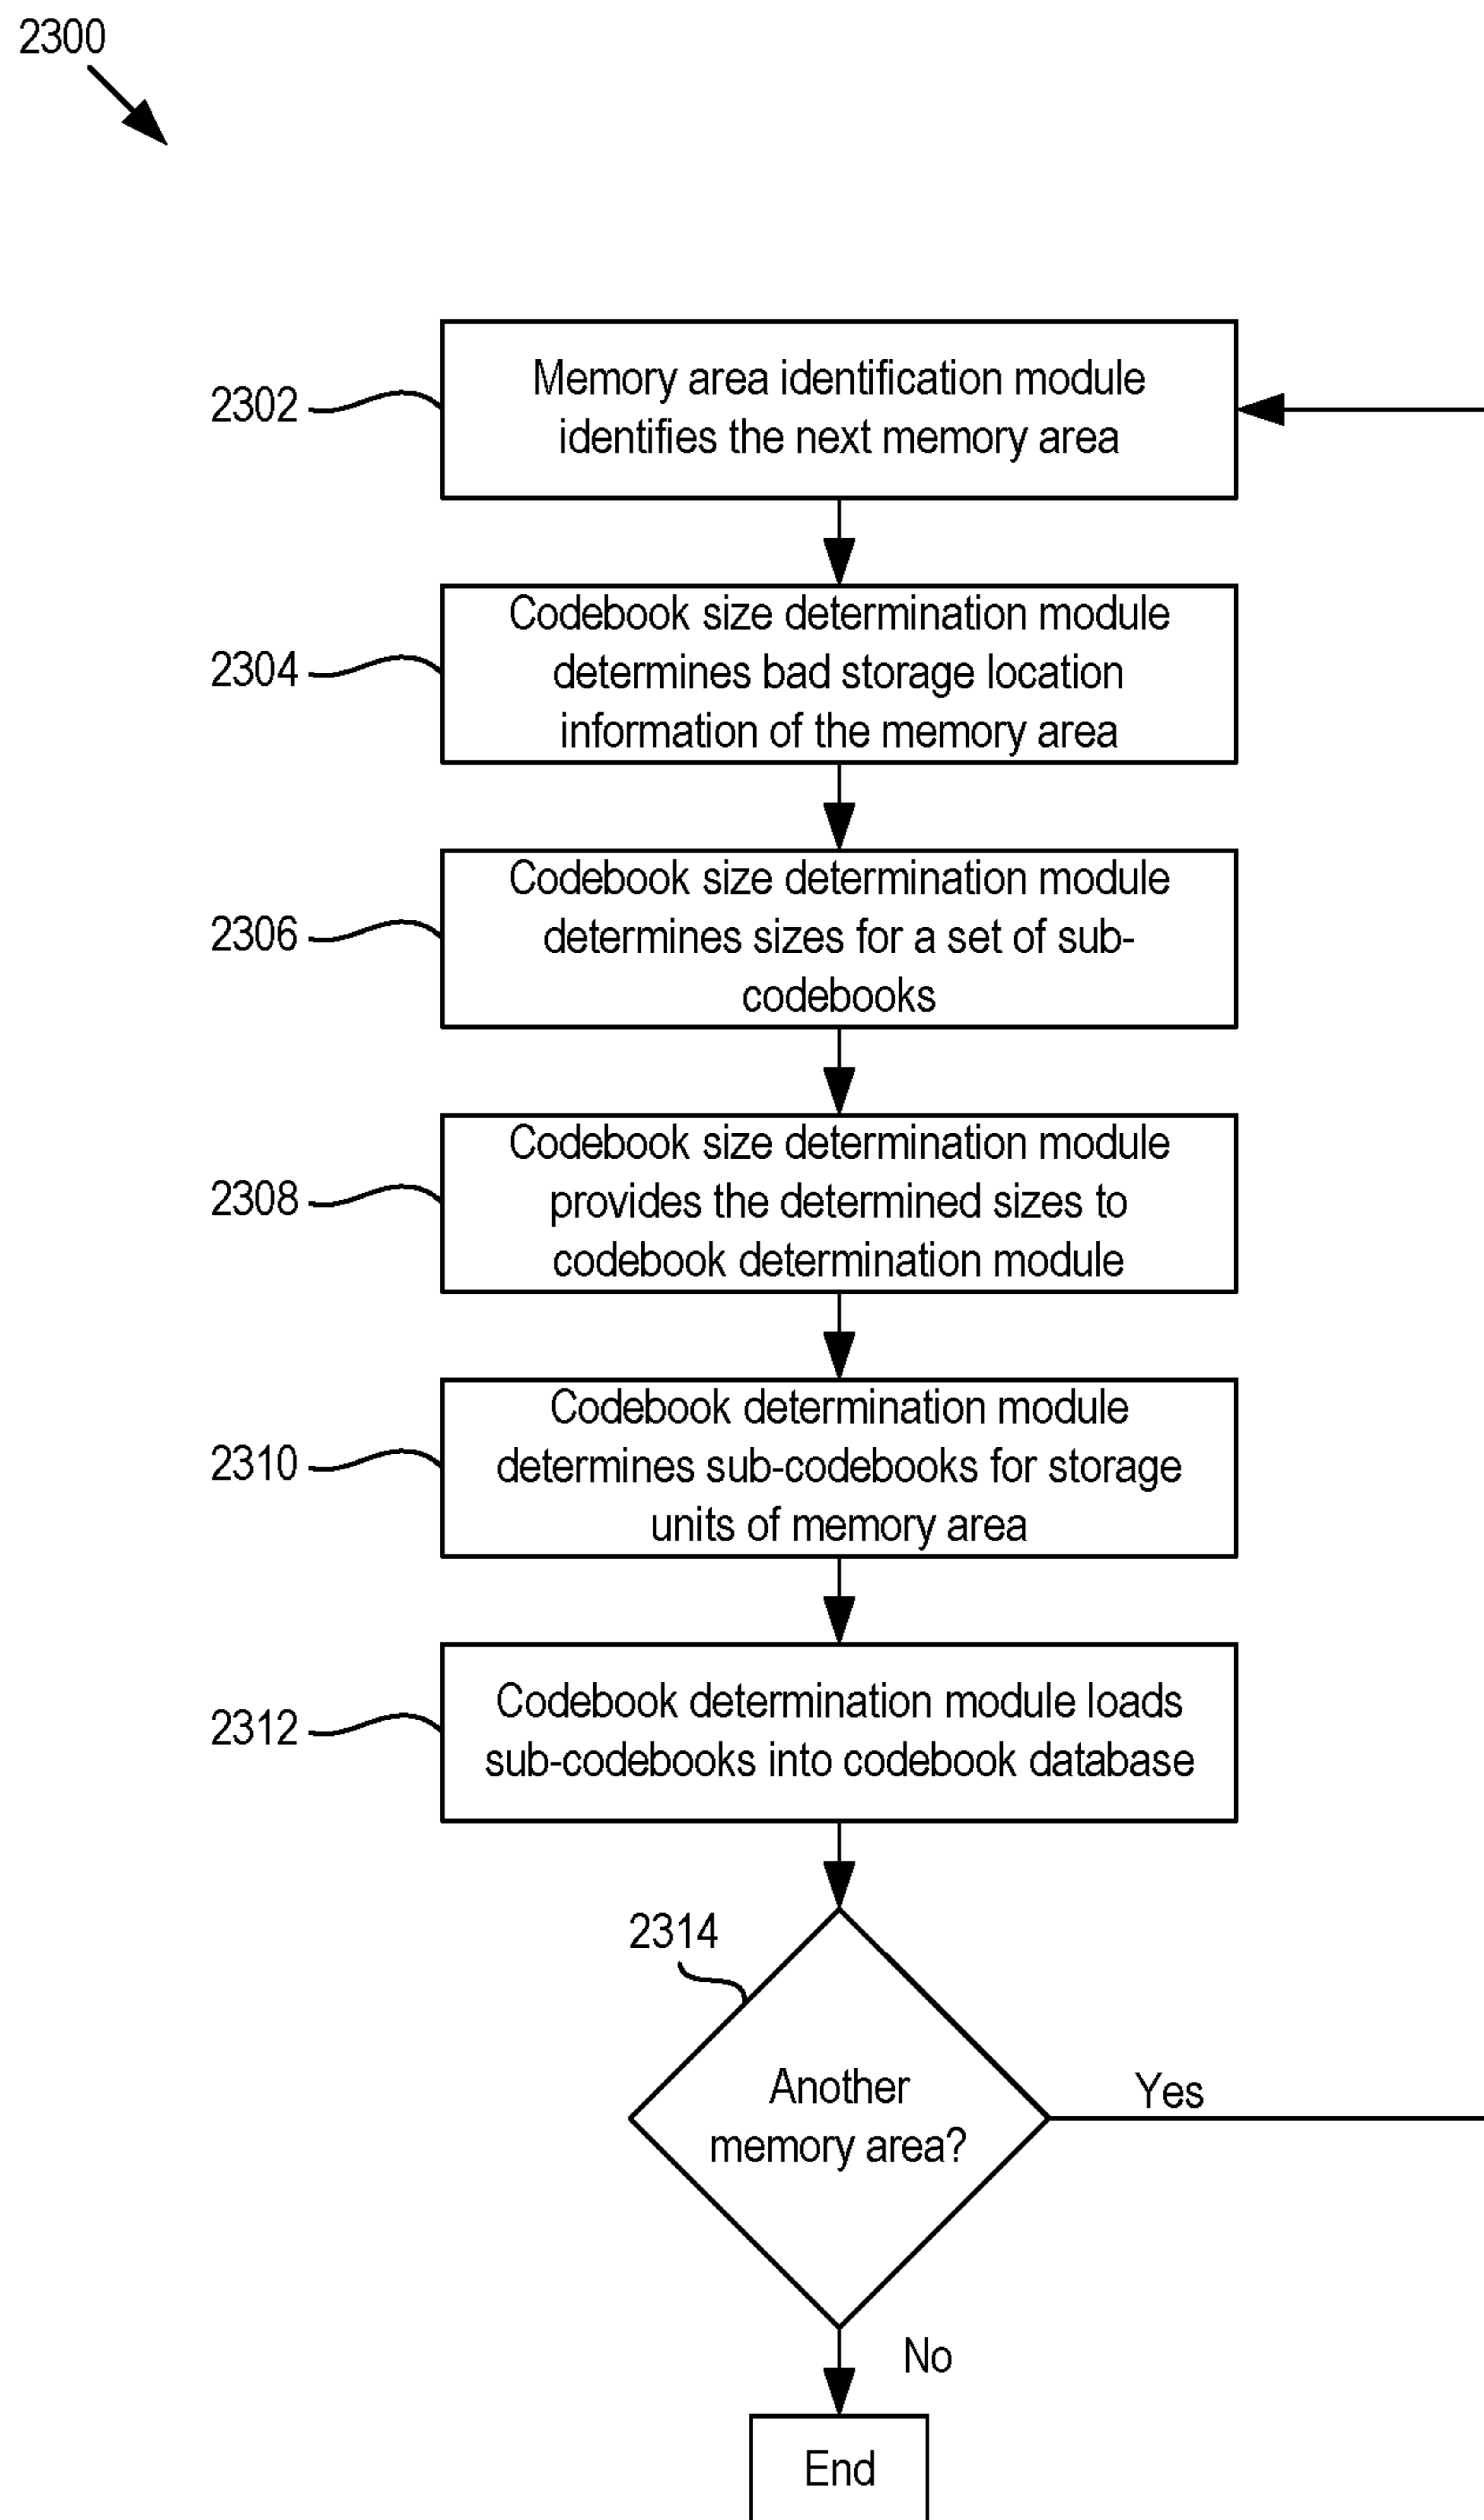 2300
2302
Memory area identification module
identifies the next memory area
2304
Codebook size determination module
determines bad storage location
information of the memory area
2306
Codebook size determination module
determines sizes for a set of sub-
codebooks
2308
Codebook size determination module
provides the determined sizes to
codebook determination module
2310
Codebook determination module
determines sub-codebooks for storage
units of memory area
2312
Codebook determination module loads
sub-codebooks into codebook database
2314
Another
memory area?
Yes
No
End